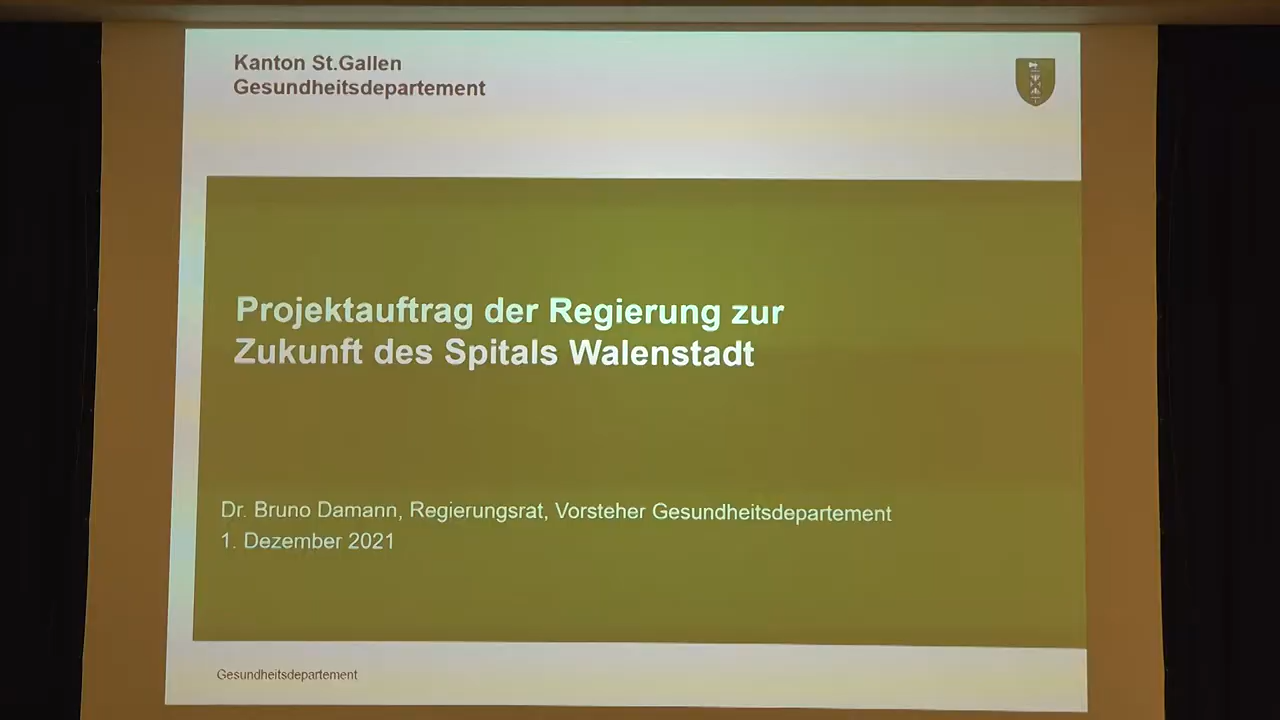 Kanton St.Gallen
Gesundheitsdepartement
Projektauftrag der Regierung zur
Zukunft des Spitals Walenstadt
Dr. Bruno Damann, Regierungsrat, Vorsteher Gesundheitsdepartement
1. Dezember 2021
Gesundheitsdepartement